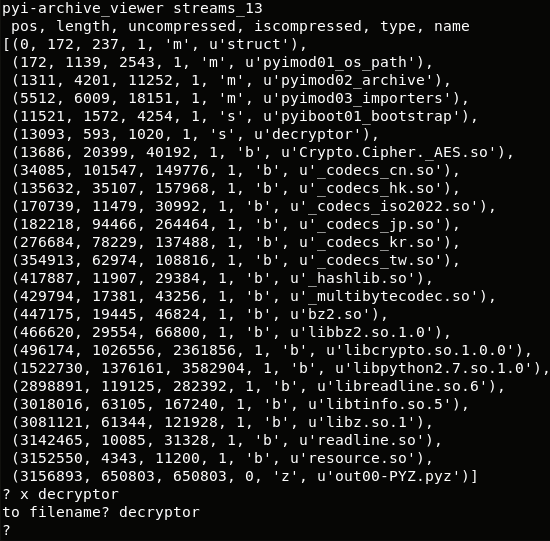 pyi-archive_viewer streams_13
 pos, length, uncompressed, iscompressed, type, name
[(0, 172, 237, 1, 'm', u'struct'),
 (172, 1139, 2543, 1, 'm', u'pyimod01_os_path'),
 (1311, 4201, 11252, 1, 'm', u'pyimod02_archive'),
 (5512, 6009, 18151, 1, 'm', u'pyimod03_importers'),
 (11521, 1572, 4254, 1, 's', u'pyiboot01_bootstrap'),
 (13093, 593, 1020, 1, 's', u'decryptor'),
 (13686, 20399, 40192, 1, 'b', u'Crypto.Cipher._AES.so'),
 (34085, 101547, 149776, 1, 'b', u'_codecs_cn.so'),
 (135632, 35107, 157968, 1, 'b', u'_codecs_hk.so'),
 (170739, 11479, 30992, 1, 'b', u'_codecs_iso2022.so'),
 (182218, 94466, 264464, 1, 'b', u'_codecs_jp.so'),
 (276684, 78229, 137488, 1, 'b', u'_codecs_kr.so'),
 (354913, 62974, 108816, 1, 'b', u'_codecs_tw.so'),
 (417887, 11907, 29384, 1, 'b', u'_hashlib.so'),
 (429794, 17381, 43256, 1, 'b', u'_multibytecodec.so'),
 (447175, 19445, 46824, 1, 'b', u'bz2.so'),
 (466620, 29554, 66800, 1, 'b', u'libbz2.so.1.0'),
 (496174, 1026556, 2361856, 1, 'b', u'libcrypto.so.1.0.0'),
 (1522730, 1376161, 3582904, 1, 'b', u'libpython2.7.so.1.0'),
 (2898891, 119125, 282392, 1, 'b', u'libreadline.so.6'),
 (3018016, 63105, 167240, 1, 'b', u'libtinfo.so.5'),
 (3081121, 61344, 121928, 1, 'b', u'libz.so.1'),
 (3142465, 10085, 31328, 1, 'b', u'readline.so'),
 (3152550, 4343, 11200, 1, 'b', u'resource.so'),
 (3156893, 650803, 650803, 0, 'z', u'out00-PYZ.pyz')]
? x decryptor
to filename? decryptor
?